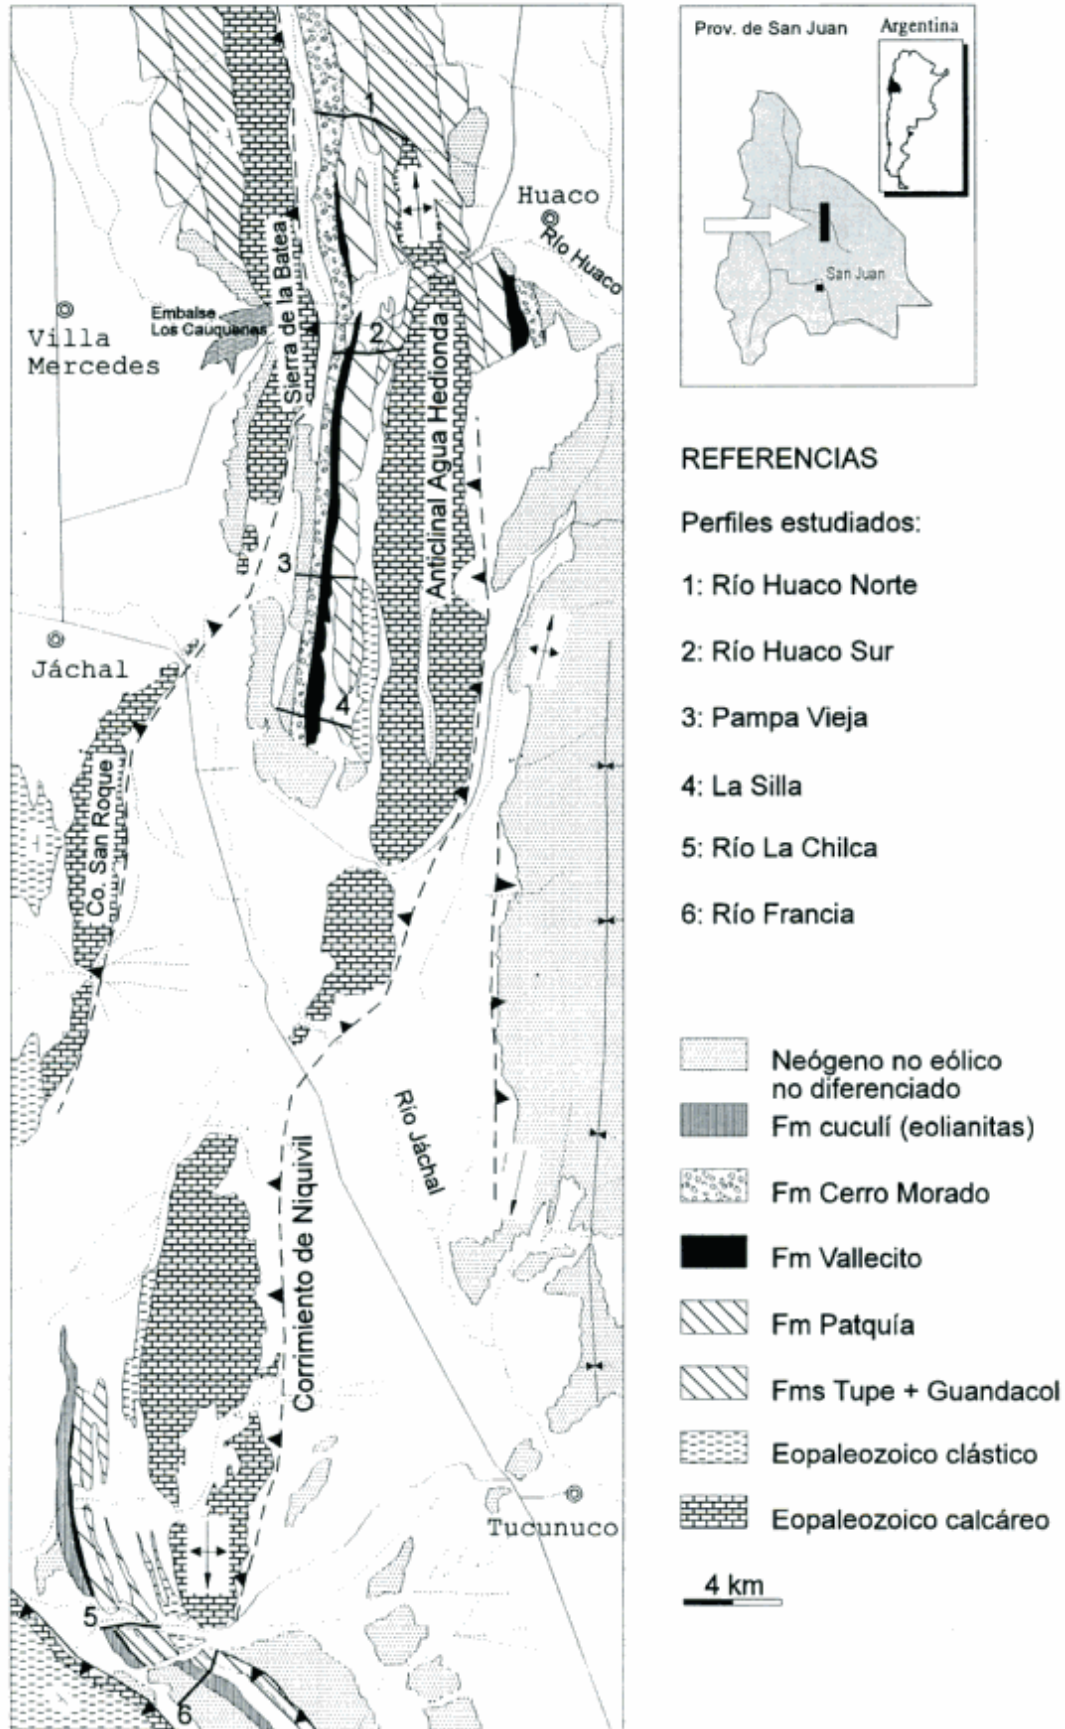 Prov. de San Juan
Argentina
San Juan
1
Huaco
Río Huaco
Sierra de la Batea
Embalse
Los Cauquenes
Villa
Mercedes
2
Anticlinal Agua Hedionda
3
Jáchal
4
Co. San Roque
Río Jáchal
Corrimiento de Niquivil
Tucunuco
5
6
REFERENCIAS
Perfiles estudiados:
1: Río Huaco Norte
2: Río Huaco Sur
3: Pampa Vieja
4: La Silla
5: Río La Chilca
6: Río Francia
Neógeno no eólico
no diferenciado
Fm cuculí (eolianitas)
Fm Cerro Morado
Fm Vallecito
Fm Patquía
Fms Tupe + Guandacol
Eopaleozoico clástico
Eopaleozoico calcáreo
4 km